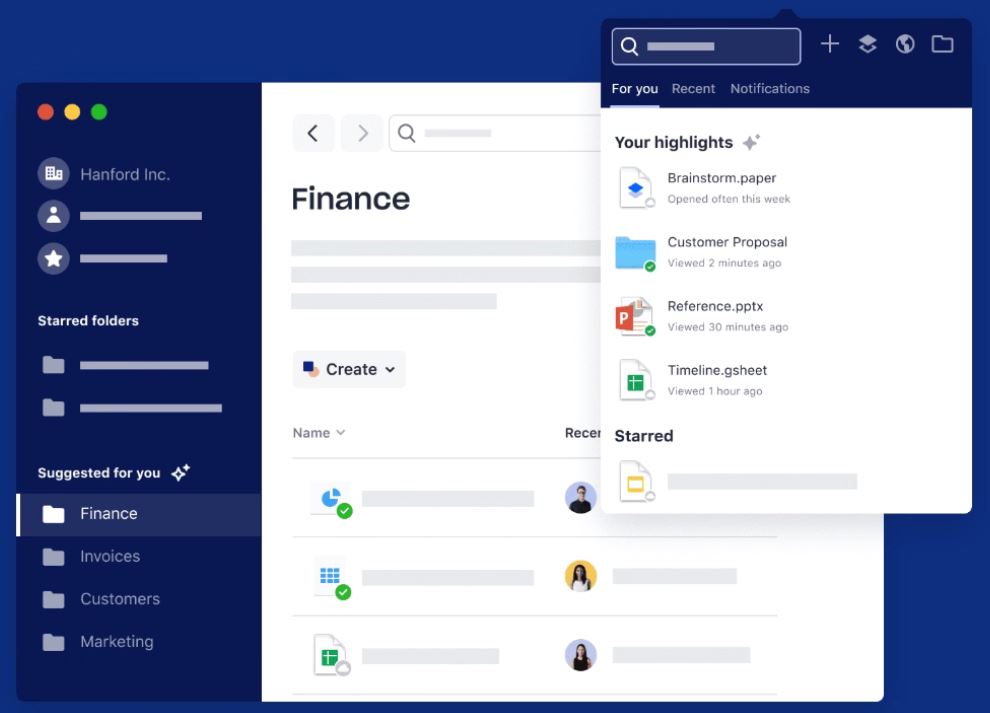 Hanford Inc.
Starred folders
Suggested for you
Finance
Invoices
Customers
Marketing
Finance
Create
Name
Recen
For you
Recent
Notifications
Your highlights
Brainstorm.paper
Opened often this week
Customer Proposal
Viewed 2 minutes ago
P
Reference.pptx
Viewed 30 minutes ago
Timeline.gsheet
Viewed 1 hour ago
Starred